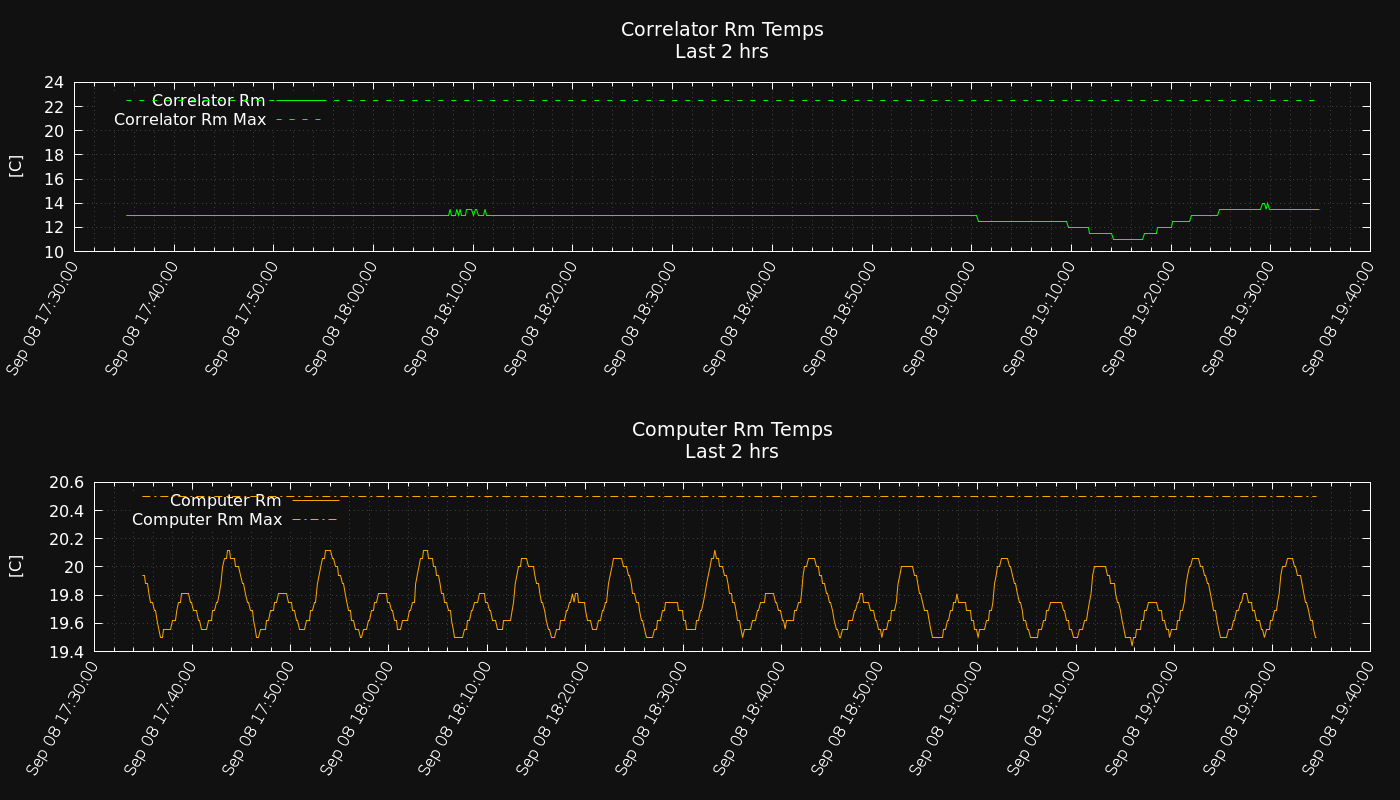 Correlator Rm Temps
Last 2 hrs
24
22
20
18
16
14
12
10
[C]
Correlator Rm
Correlator Rm Max
Sep 08 17:30:00
Sep 08 17:40:00
Sep 08 17:50:00
Sep 08 18:00:00
Sep 08 18:10:00
Sep 08 18:20:00
Sep 08 18:30:00
Sep 08 18:40:00
Sep 08 18:50:00
Sep 08 19:00:00
Sep 08 19:10:00
Sep 08 19:20:00
Sep 08 19:30:00
Sep 08 19:40:00
Computer Rm Temps
Last 2 hrs
20.6
20.4
20.2
20
19.8
19.6
19.4
[C]
Computer Rm
Computer Rm Max
Sep 08 17:30:00
Sep 08 17:40:00
Sep 08 17:50:00
Sep 08 18:00:00
Sep 08 18:10:00
Sep 08 18:20:00
Sep 08 18:30:00
Sep 08 18:40:00
Sep 08 18:50:00
Sep 08 19:00:00
Sep 08 19:10:00
Sep 08 19:20:00
Sep 08 19:30:00
Sep 08 19:40:00